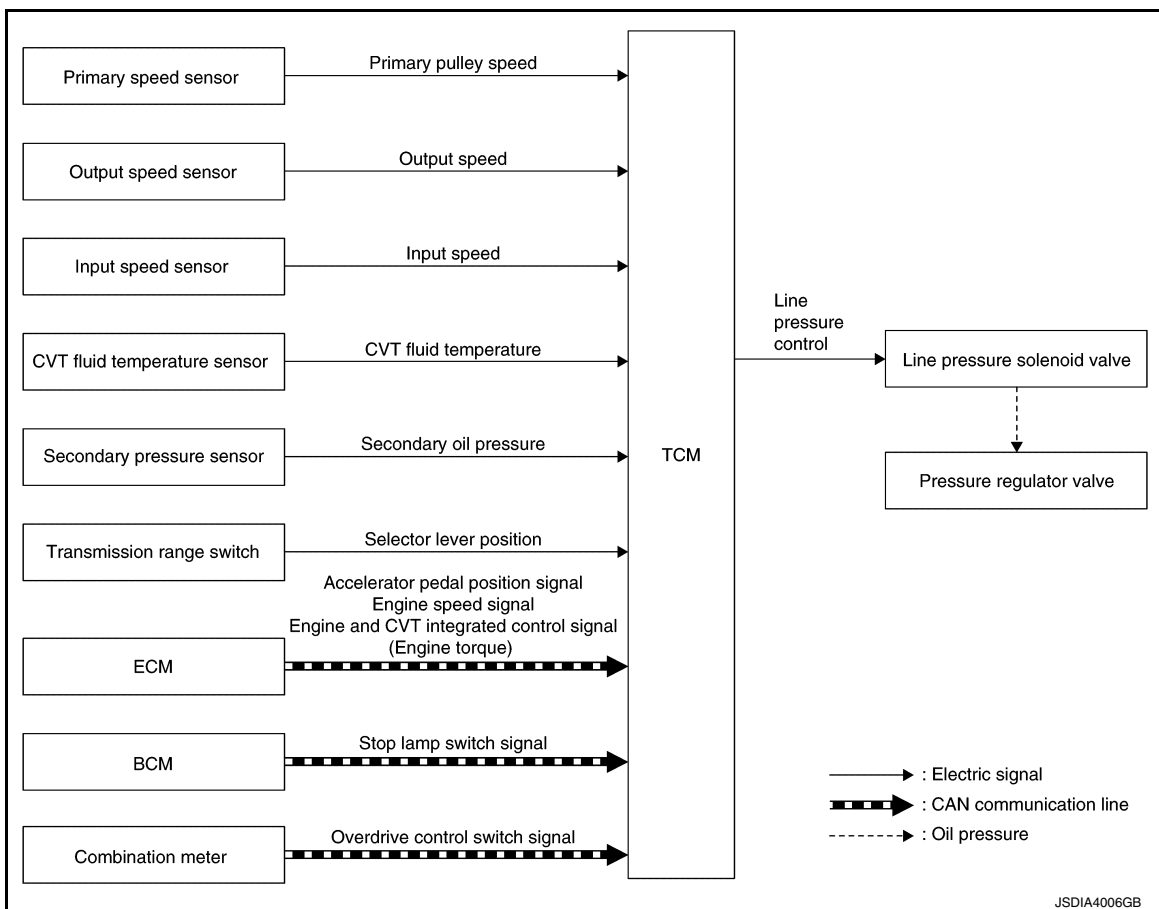 Primary speed sensor
Primary pulley speed
Output speed sensor
Output speed
Input speed sensor
Input speed
CVT fluid temperature sensor
CVT fluid temperature
Secondary pressure sensor
Secondary oil pressure
Transmission range switch
Selector lever position
ECM
Accelerator pedal position signal
Engine speed signal
Engine and CVT integrated control signal
(Engine torque)
BCM
Stop lamp switch signal
Combination meter
Overdrive control switch signal
TCM
Line
pressure
control
Line pressure solenoid valve
Pressure regulator valve
: Electric signal
: CAN communication line
: Oil pressure
JSDIA4006GB